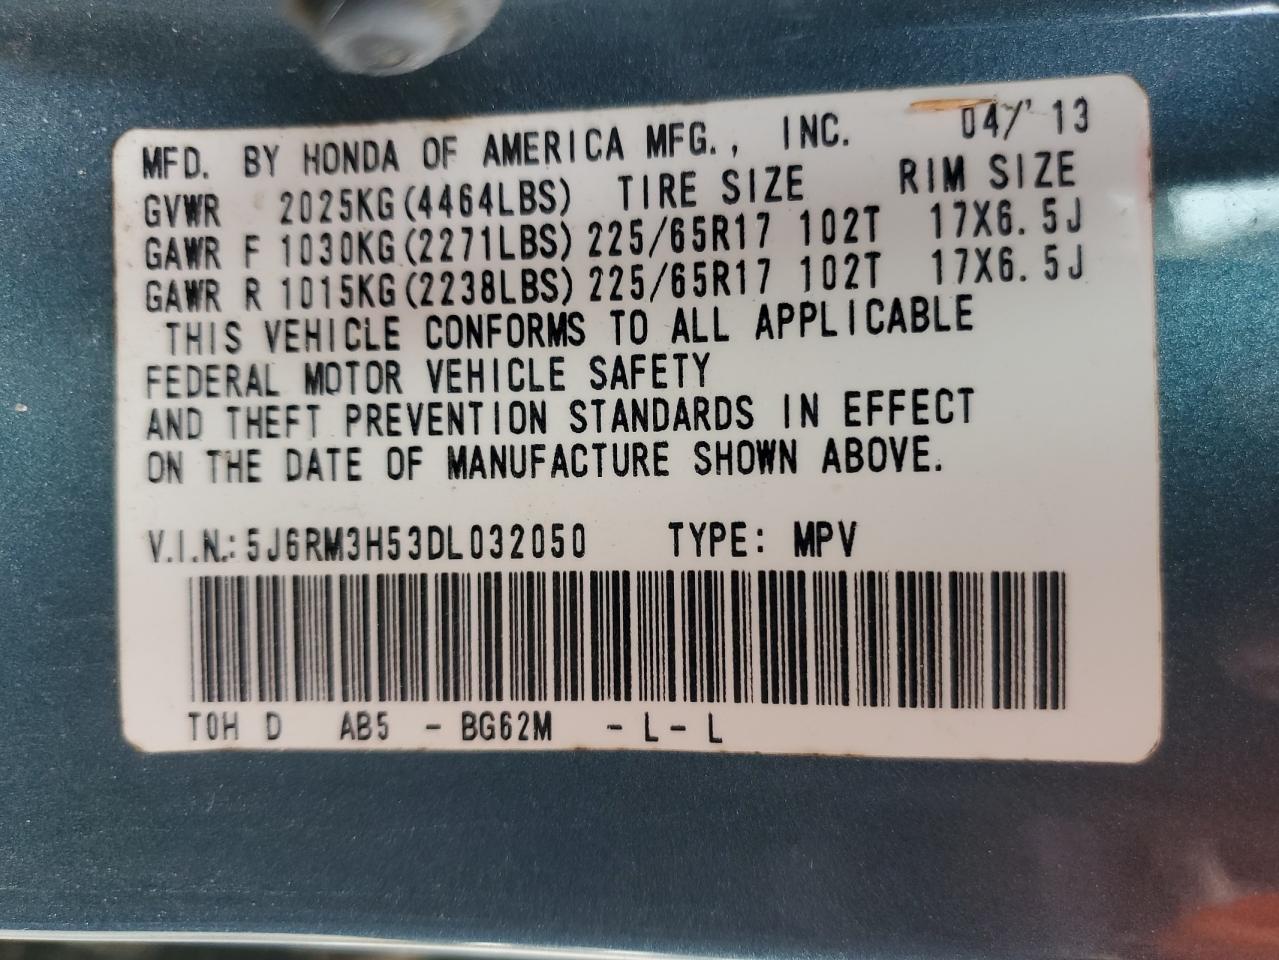 MFD. BY HONDA OF AMERICA MFG., INC. 04/'13
GVWR 2025KG(4464LBS) TIRE SIZE RIM SIZE
GAWR F 1030KG(2271LBS) 225/65R17 102T 17X6.5J
GAWR R 1015KG(2238LBS) 225/65R17 102T 17X6.5J
THIS VEHICLE CONFORMS TO ALL APPLICABLE
FEDERAL MOTOR VEHICLE SAFETY
AND THEFT PREVENTION STANDARDS IN EFFECT
ON THE DATE OF MANUFACTURE SHOWN ABOVE.
V.I.N.: 5J6RM3H53DL032050 TYPE: MPV
T0H D AB5 - BG62M - L - L